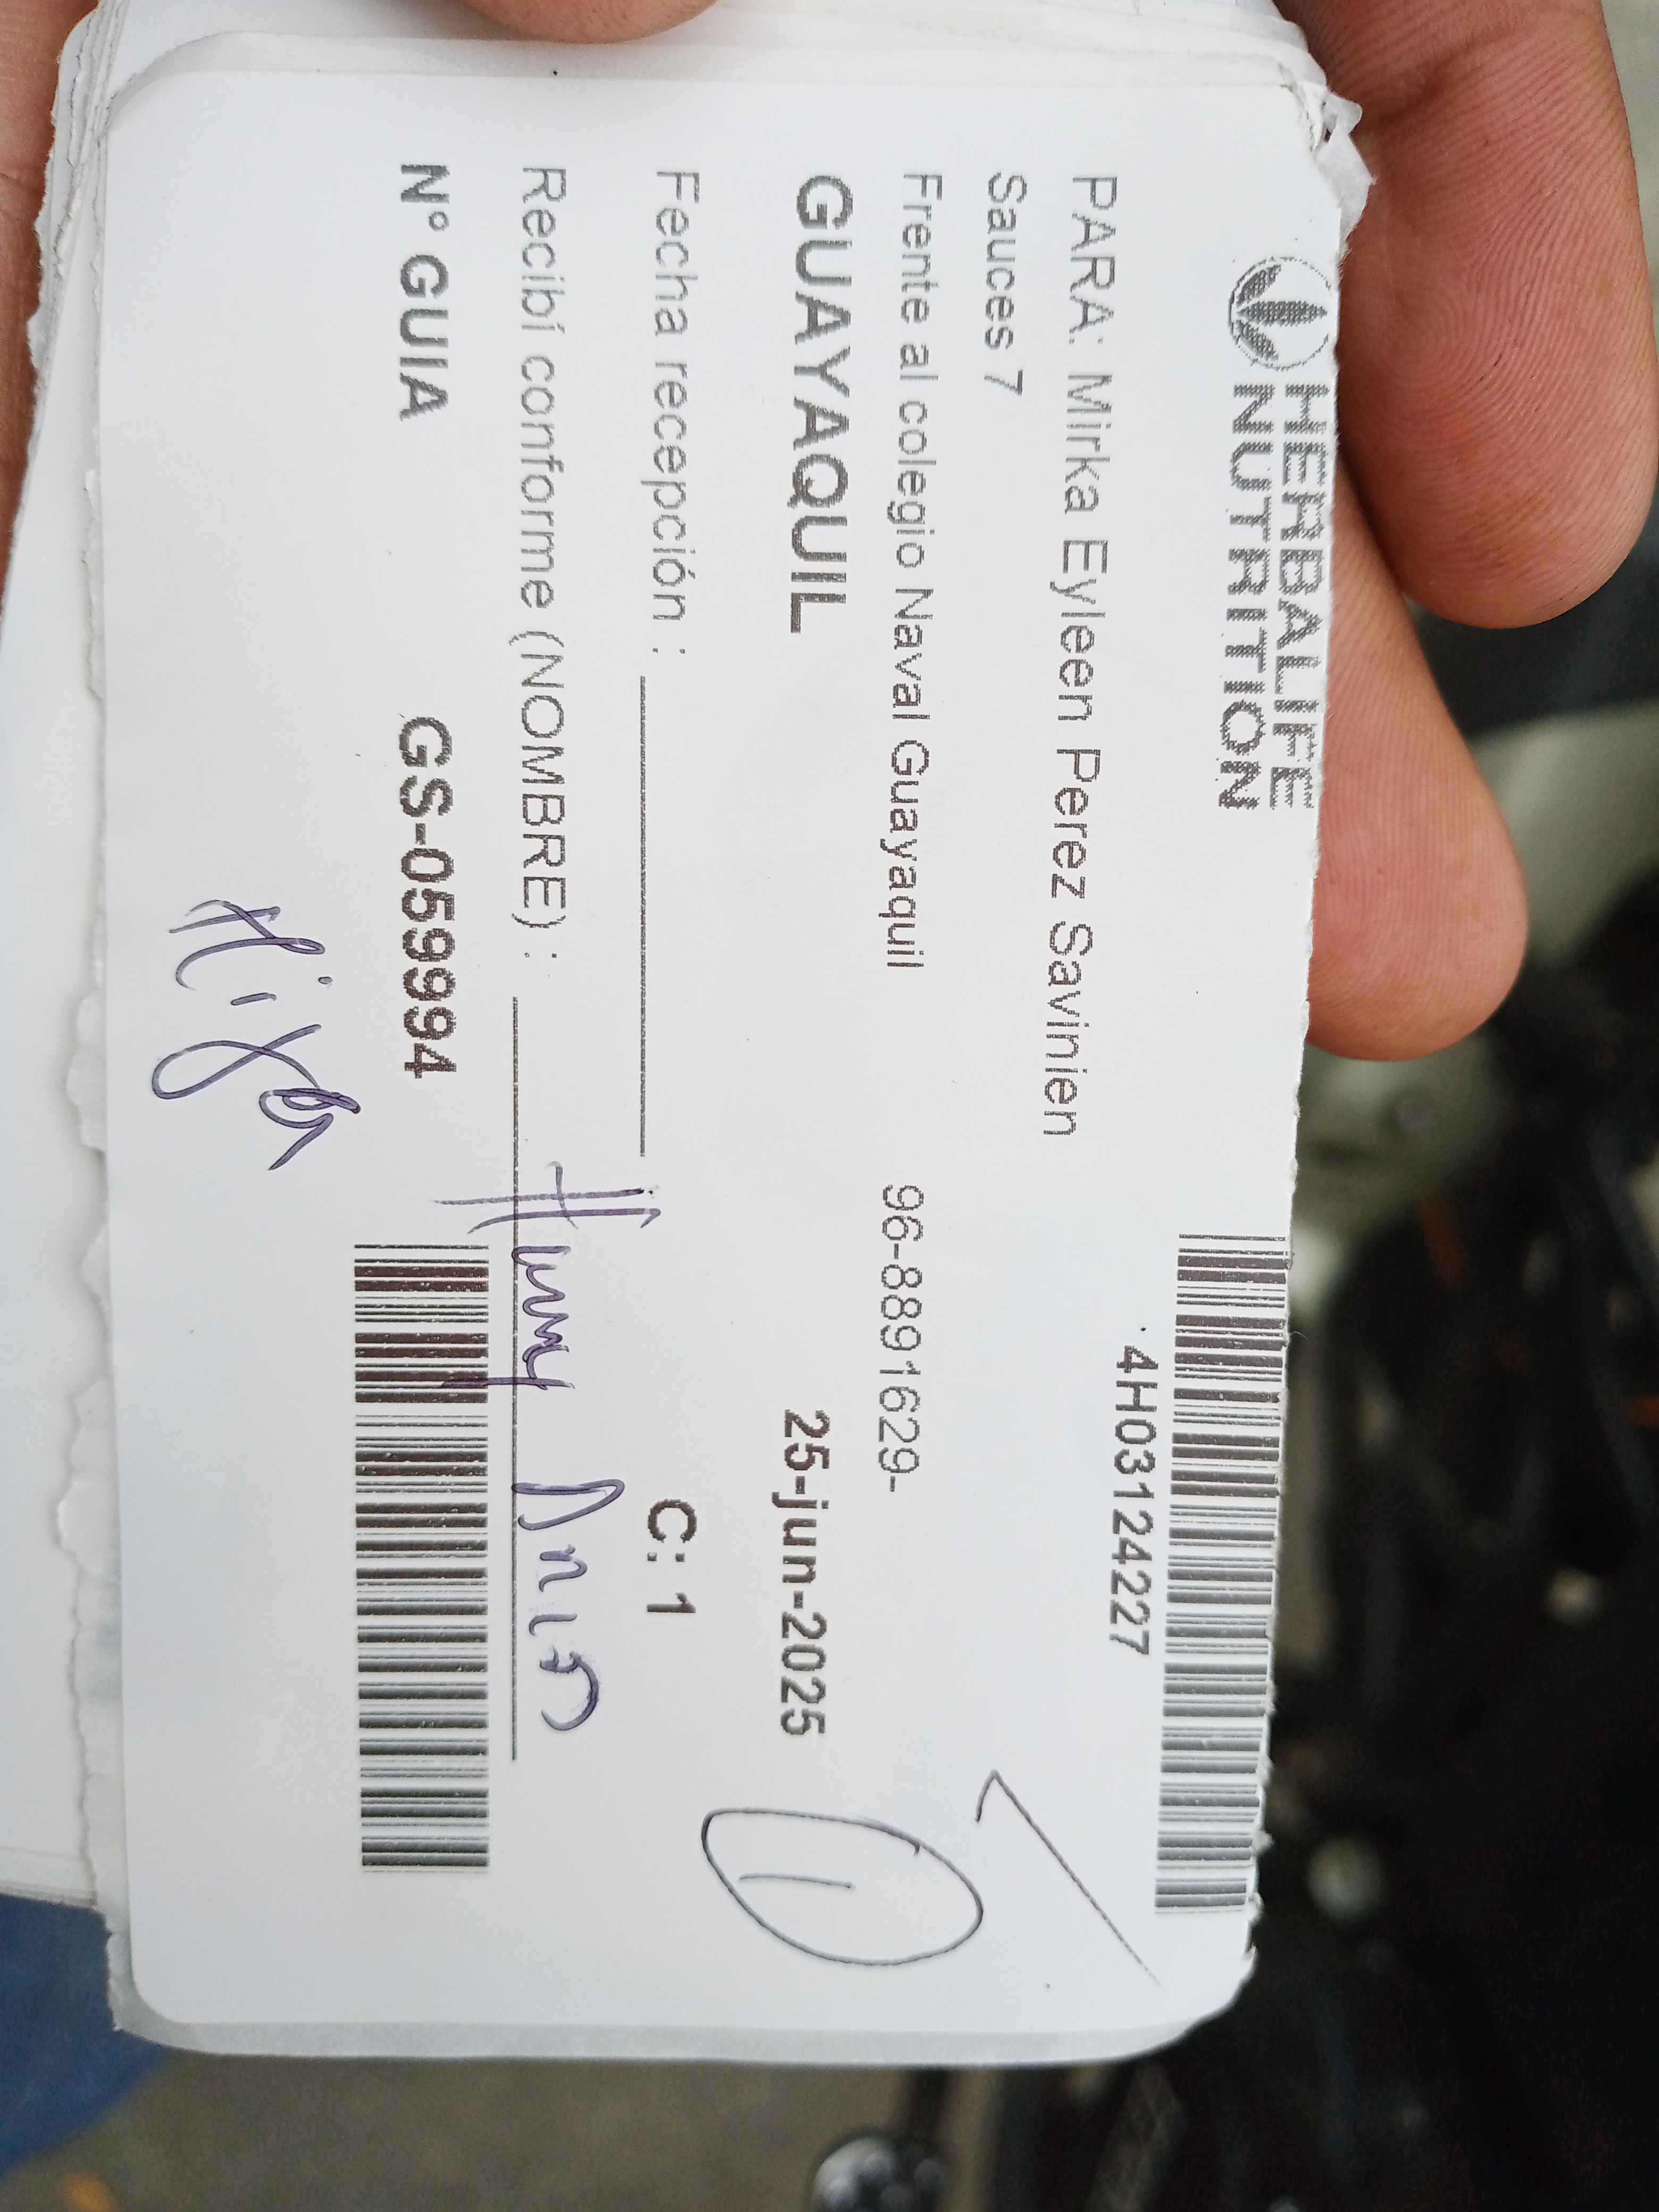 HERBALIFE
NUTRITION
4H03124227
PARA: Mirka Eyleen Perez Savinien
Sauces 7
Frente al colegio Naval Guayaquil 96-8891629-
GUAYAQUIL 25-jun-2025
1
Fecha recepción : C: 1
Recibí conforme (NOMBRE) :
N° GUIA GS-059994